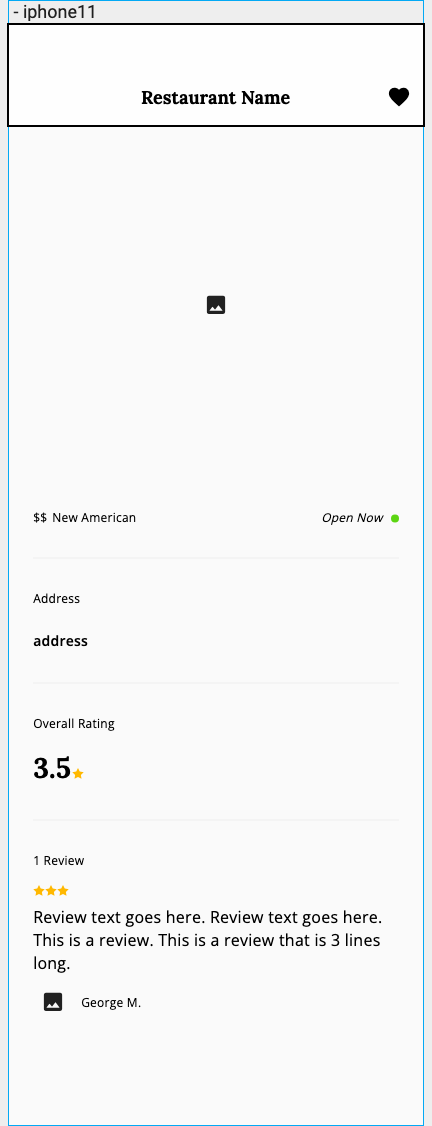 - iphone11
Restaurant Name
$$ New American
Open Now
Address
address
Overall Rating
3.5
1 Review
Review text goes here. Review text goes here.
This is a review. This is a review that is 3 lines
long.
George M.